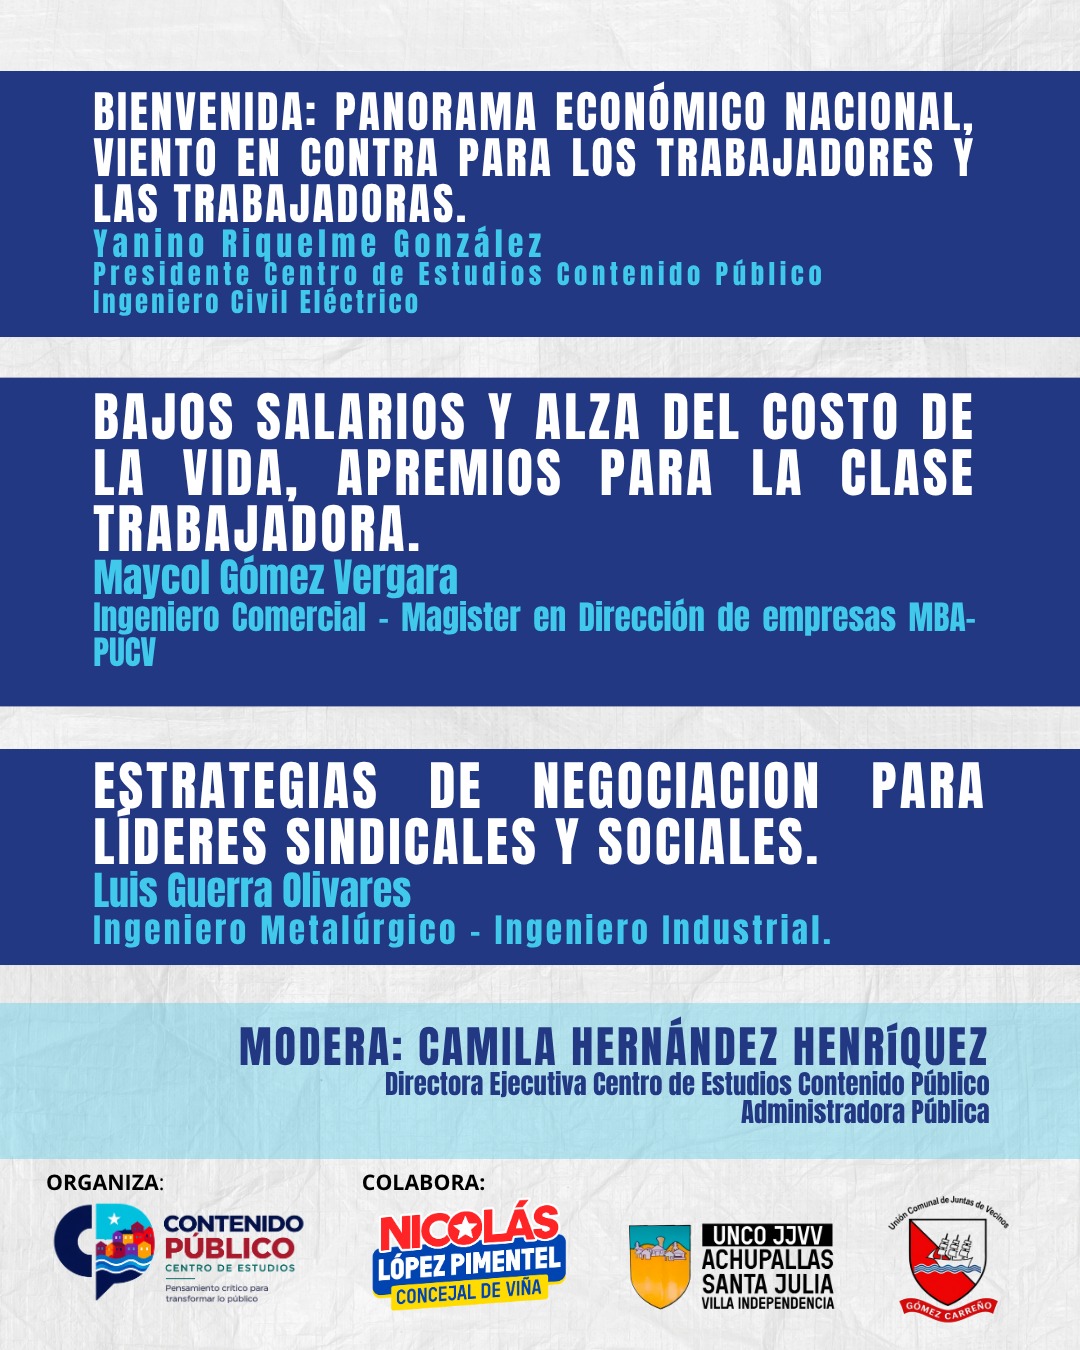 BIENVENIDA: PANORAMA ECONÓMICO NACIONAL,
VIENTO EN CONTRA PARA LOS TRABAJADORES Y
LAS TRABAJADORAS.
Yanino Riquelme González
Presidente Centro de Estudios Contenido Público
Ingeniero Civil Eléctrico
BAJOS SALARIOS Y ALZA DEL COSTO DE
LA VIDA, APREMIOS PARA LA CLASE
TRABAJADORA.
Maycol Gómez Vergara
Ingeniero Comercial - Magister en Dirección de empresas MBA-
PUCV
ESTRATEGIAS DE NEGOCIACION PARA
LÍDERES SINDICALES Y SOCIALES.
Luis Guerra Olivares
Ingeniero Metalúrgico - Ingeniero Industrial.
MODERA: CAMILA HERNÁNDEZ HENRíQUEZ
Directora Ejecutiva Centro de Estudios Contenido Público
Administradora Pública
ORGANIZA:
CONTENIDO
PÚBLICO
CENTRO DE ESTUDIOS
Pensamiento crítico para
transformar lo público
COLABORA:
NICOLÁS
LÓPEZ PIMENTEL
CONCEJAL DE VIÑA
UNCO JJVV
ACHUPALLAS
SANTA JULIA
VILLA INDEPENDENCIA
Unión Comunal de Juntas de Vecinos
GÓMEZ CARREÑO